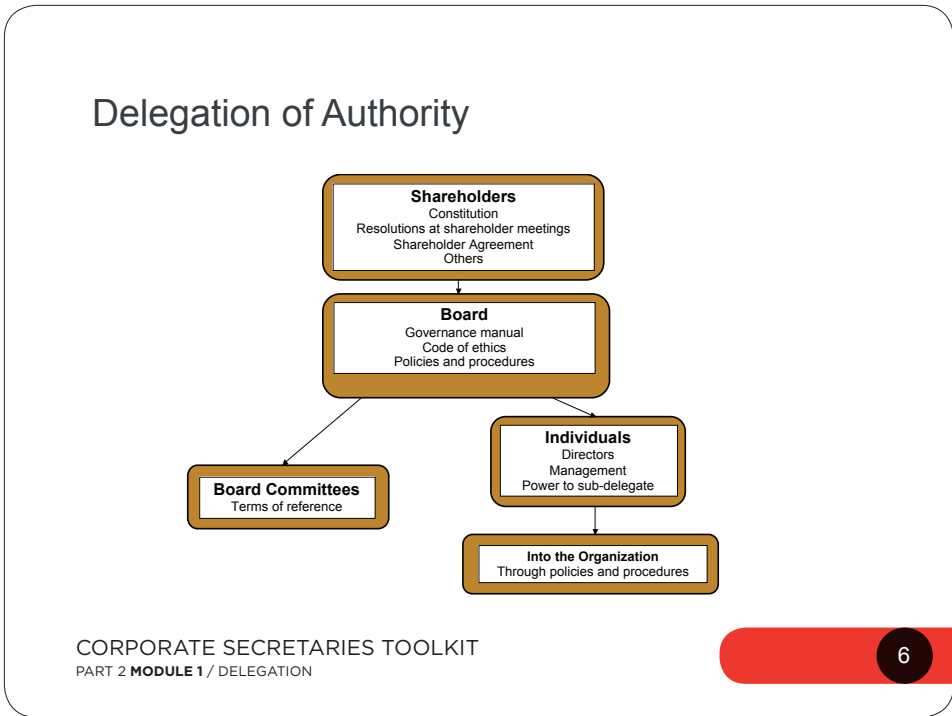 Delegation of Authority
Shareholders
Constitution
Resolutions at shareholder meetings
Shareholder Agreement
Others
Board
Governance manual
Code of ethics
Policies and procedures
Individuals
Directors
Management
Power to sub-delegate
Board Committees
Terms of reference
Into the Organization
Through policies and procedures
CORPORATE SECRETARIES TOOLKIT
PART 2 MODULE 1 / DELEGATION
6